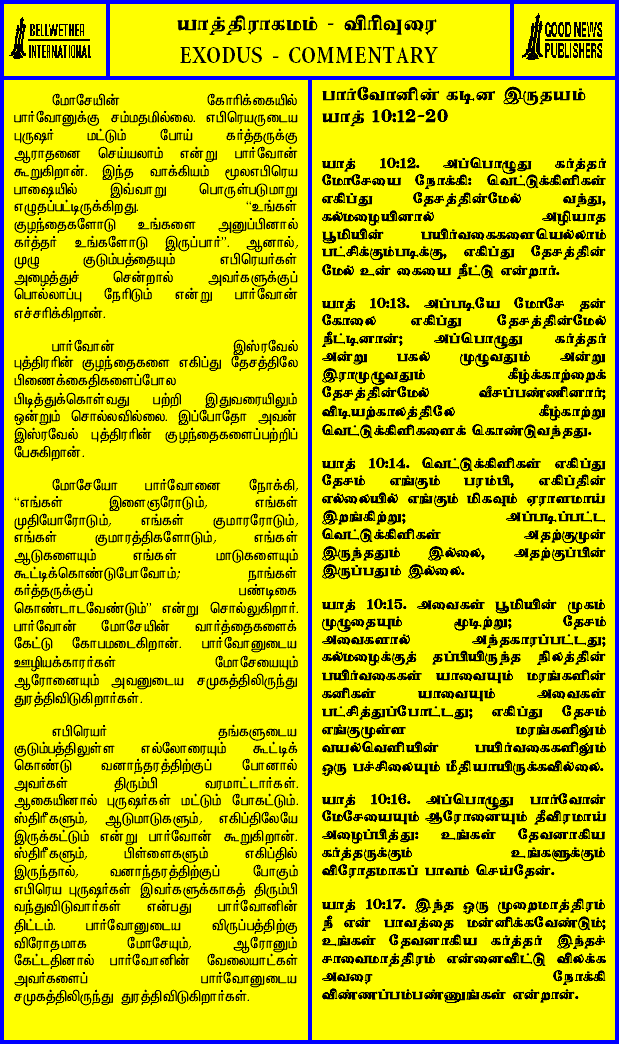 BELLWETHER
INTERNATIONAL
யாத்திராகமம் - விரிவுரை
EXODUS - COMMENTARY
GOOD NEWS
PUBLISHERS
மோசேயின் கோரிக்கையில்
பார்வோனுக்கு சம்மதமில்லை. எபிரெயருடைய
புருஷர் மட்டும் போய் கர்த்தருக்கு
ஆராதனை செய்யலாம் என்று பார்வோன்
கூறுகிறான். இந்த வாக்கியம் மூலஎபிரெய
பாஷையில் இவ்வாறு பொருள்படுமாறு
எழுதப்பட்டிருக்கிறது. “உங்கள்
குழந்தைகளோடு உங்களை அனுப்பினால்
கர்த்தர் உங்களோடு இருப்பார்”. ஆனால்,
முழு குடும்பத்தையும் எபிரெயர்கள்
அழைத்துச் சென்றால் அவர்களுக்குப்
பொல்லாப்பு நேரிடும் என்று பார்வோன்
எச்சரிக்கிறான்.
பார்வோன் இஸ்ரவேல்
புத்திரரின் குழந்தைகளை எகிப்து தேசத்திலே
பிணைக்கைதிகளைப்போல
பிடித்துக்கொள்வது பற்றி இதுவரையிலும்
ஒன்றும் சொல்லவில்லை. இப்போதோ அவன்
இஸ்ரவேல் புத்திரரின் குழந்தைகளைப்பற்றிப்
பேசுகிறான்.
மோசேயோ பார்வோனை நோக்கி,
“எங்கள் இளைஞரோடும், எங்கள்
முதியோரோடும், எங்கள் குமாரரோடும்,
எங்கள் குமாரத்திகளோடும், எங்கள்
ஆடுகளையும் எங்கள் மாடுகளையும்
கூட்டிக்கொண்டுபோவோம்; நாங்கள்
கர்த்தருக்குப் பண்டிகை
கொண்டாடவேண்டும்” என்று சொல்லுகிறார்.
பார்வோன் மோசேயின் வார்த்தைகளைக்
கேட்டு கோபமடைகிறான். பார்வோனுடைய
ஊழியக்காரர்கள் மோசேயையும்
ஆரோனையும் அவனுடைய சமுகத்திலிருந்து
துரத்திவிடுகிறார்கள்.
எபிரெயர் தங்களுடைய
குடும்பத்திலுள்ள எல்லோரையும் கூட்டிக்
கொண்டு வனாந்தரத்திற்குப் போனால்
அவர்கள் திரும்பி வரமாட்டார்கள்.
ஆகையினால் புருஷர்கள் மட்டும் போகட்டும்.
ஸ்திரீகளும், ஆடுமாடுகளும், எகிப்திலேயே
இருக்கட்டும் என்று பார்வோன் கூறுகிறான்.
ஸ்திரீகளும், பிள்ளைகளும் எகிப்தில்
இருந்தால், வனாந்தரத்திற்குப் போகும்
எபிரெய புருஷர்கள் இவர்களுக்காகத் திரும்பி
வந்துவிடுவார்கள் என்பது பார்வோனின்
திட்டம். பார்வோனுடைய விருப்பத்திற்கு
விரோதமாக மோசேயும், ஆரோனும்
கேட்டதினால் பார்வோனின் வேலையாட்கள்
அவர்களைப் பார்வோனுடைய
சமுகத்திலிருந்து துரத்திவிடுகிறார்கள்.
பார்வோனின் கடின இருதயம்
யாத் 10:12-20
யாத் 10:12. அப்பொழுது கர்த்தர்
மோசேயை நோக்கி: வெட்டுக்கிளிகள்
எகிப்து தேசத்தின்மேல் வந்து,
கல்மழையினால் அழியாத
பூமியின் பயிர்வகைகளையெல்லாம்
பட்சிக்கும்படிக்கு, எகிப்து தேசத்தின்
மேல் உன் கையை நீட்டு என்றார்.
யாத் 10:13. அப்படியே மோசே தன்
கோலை எகிப்து தேசத்தின்மேல்
நீட்டினான்; அப்பொழுது கர்த்தர்
அன்று பகல் முழுவதும் அன்று
இராமுழுவதும் கீழ்க்காற்றைக்
தேசத்தின்மேல் வீசப்பண்ணினார்;
விடியற்காலத்திலே கீழ்காற்று
வெட்டுக்கிளிகளைக் கொண்டுவந்தது.
யாத் 10:14. வெட்டுக்கிளிகள் எகிப்து
தேசம் எங்கும் பரம்பி, எகிப்தின்
எல்லையில் எங்கும் மிகவும் ஏராளமாய்
இறங்கிற்று; அப்படிப்பட்ட
வெட்டுக்கிளிகள் அதற்குமுன்
இருந்ததும் இல்லை, அதற்குப்பின்
இருப்பதும் இல்லை.
யாத் 10:15. அவைகள் பூமியின் முகம்
முழுதையும் மூடிற்று; தேசம்
அவைகளால் அந்தகாரப்பட்டது;
கல்மழைக்குத் தப்பியிருந்த நிலத்தின்
பயிர்வகைகள் யாவையும் மரங்களின்
கனிகள் யாவையும் அவைகள்
பட்சித்துப்போட்டது; எகிப்து தேசம்
எங்குமுள்ள மரங்களிலும்
வயல்வெளியின் பயிர்வகைகளிலும்
ஒரு பச்சிலையும் மீதியாயிருக்கவில்லை.
யாத் 10:16. அப்பொழுது பார்வோன்
மோசேயையும் ஆரோனையும் தீவிரமாய்
அழைப்பித்து: உங்கள் தேவனாகிய
கர்த்தருக்கும் உங்களுக்கும்
விரோதமாகப் பாவம் செய்தேன்.
யாத் 10:17. இந்த ஒரு முறைமாத்திரம்
நீ என் பாவத்தை மன்னிக்கவேண்டும்;
உங்கள் தேவனாகிய கர்த்தர் இந்தச்
சாவைமாத்திரம் என்னைவிட்டு விலக்க
அவரை நோக்கி
விண்ணப்பம்பண்ணுங்கள் என்றான்.